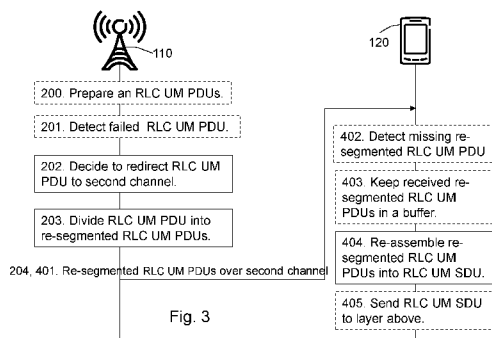 110
120
200. Prepare an RLC UM PDUs.
201. Detect failed RLC UM PDU.
202. Decide to redirect RLC UM
PDU to second channel.
203. Divide RLC UM PDU into
re-segmented RLC UM PDUs.
204, 401. Re-segmented RLC UM PDUs over second channel
402. Detect missing re-
segmented RLC UM PDU
403. Keep received re-
segmented RLC UM
PDUs in a buffer.
404. Re-assemble re-
segmented RLC UM
PDUs into RLC UM SDU.
405. Send RLC UM SDU
to layer above.
Fig. 3